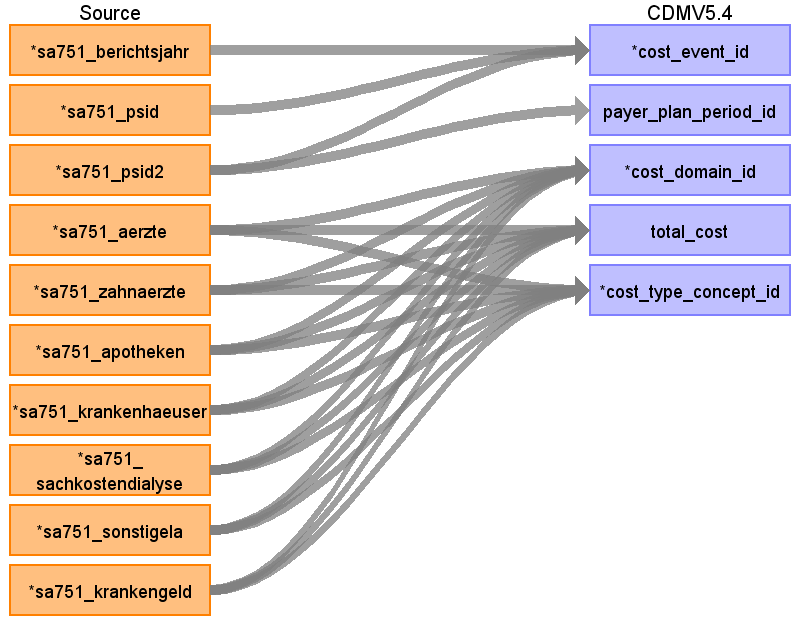 Source
CDMV5.4
*sa751_berichtsjahr
*cost_event_id
*sa751_psid
payer_plan_period_id
*sa751_psid2
*cost_domain_id
*sa751_aerzte
total_cost
*sa751_zahnaerzte
*cost_type_concept_id
*sa751_apotheken
*sa751_krankenhaeuser
*sa751_
sachkostendialyse
*sa751_sonstigela
*sa751_krankengeld